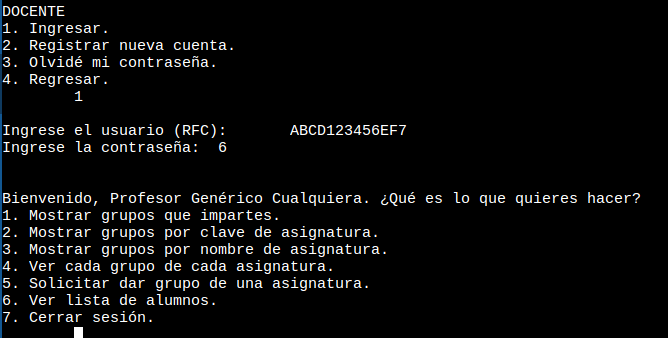 DOCENTE
1. Ingresar.
2. Registrar nueva cuenta.
3. Olvidé mi contraseña.
4. Regresar.
1
Ingrese el usuario (RFC): ABCD123456EF7
Ingrese la contraseña: 6
Bienvenido, Profesor Genérico Cualquiera. ¿Qué es lo que quieres hacer?
1. Mostrar grupos que impartes.
2. Mostrar grupos por clave de asignatura.
3. Mostrar grupos por nombre de asignatura.
4. Ver cada grupo de cada asignatura.
5. Solicitar dar grupo de una asignatura.
6. Ver lista de alumnos.
7. Cerrar sesión.